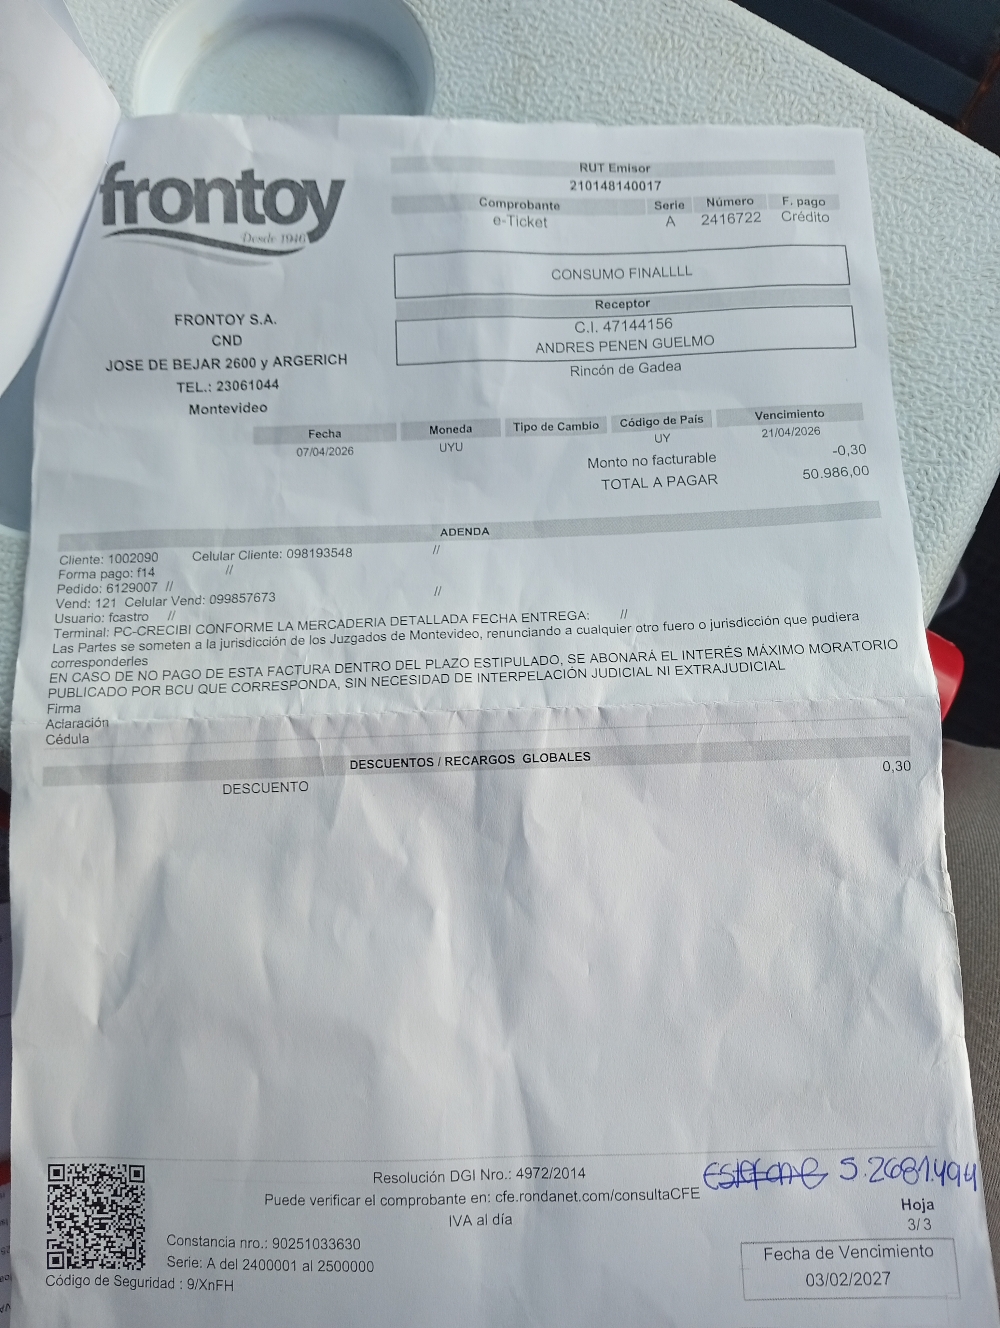 frontoy
Desde 1946
RUT Emisor
210148140017
Comprobante Serie Número F. pago
e-Ticket A 2416722 Crédito
CONSUMO FINALLLL
Receptor
C.I. 47144156
ANDRES PENEN GUELMO
Rincón de Gadea
FRONTOY S.A.
CND
JOSE DE BEJAR 2600 y ARGERICH
TEL.: 23061044
Montevideo
Fecha Moneda Tipo de Cambio Código de País Vencimiento
07/04/2026 UYU UY 21/04/2026
Monto no facturable -0,30
TOTAL A PAGAR 50.986,00
ADENDA
Cliente: 1002090 Celular Cliente: 098193548 //
Forma pago: f14 //
Pedido: 6129007 //
Vend: 121 Celular Vend: 099857673 //
Usuario: fcastro //
Terminal: PC-CRECIBI CONFORME LA MERCADERIA DETALLADA FECHA ENTREGA: //
Las Partes se someten a la jurisdicción de los Juzgados de Montevideo, renunciando a cualquier otro fuero o jurisdicción que pudiera
corresponderles
EN CASO DE NO PAGO DE ESTA FACTURA DENTRO DEL PLAZO ESTIPULADO, SE ABONARÁ EL INTERÉS MÁXIMO MORATORIO
PUBLICADO POR BCU QUE CORRESPONDA, SIN NECESIDAD DE INTERPELACIÓN JUDICIAL NI EXTRAJUDICIAL
Firma
Aclaración
Cédula
DESCUENTOS / RECARGOS GLOBALES
DESCUENTO 0,30
Resolución DGI Nro.: 4972/2014
Puede verificar el comprobante en: cfe.rondanet.com/consultaCFE
IVA al día
5.268.149-4
Hoja
3/3
Constancia nro.: 90251033630
Serie: A del 2400001 al 2500000
Código de Seguridad : 9/XnFH
Fecha de Vencimiento
03/02/2027